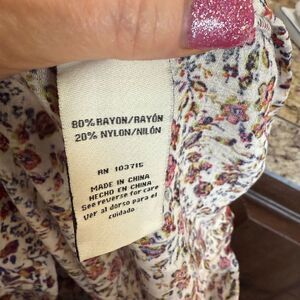 80% RAYON/RAYÓN
20% NYLON/NILÓN
RN 103715
MADE IN CHINA
HECHO EN CHINA
See reverse for care
Ver al dorso para el
cuidado.